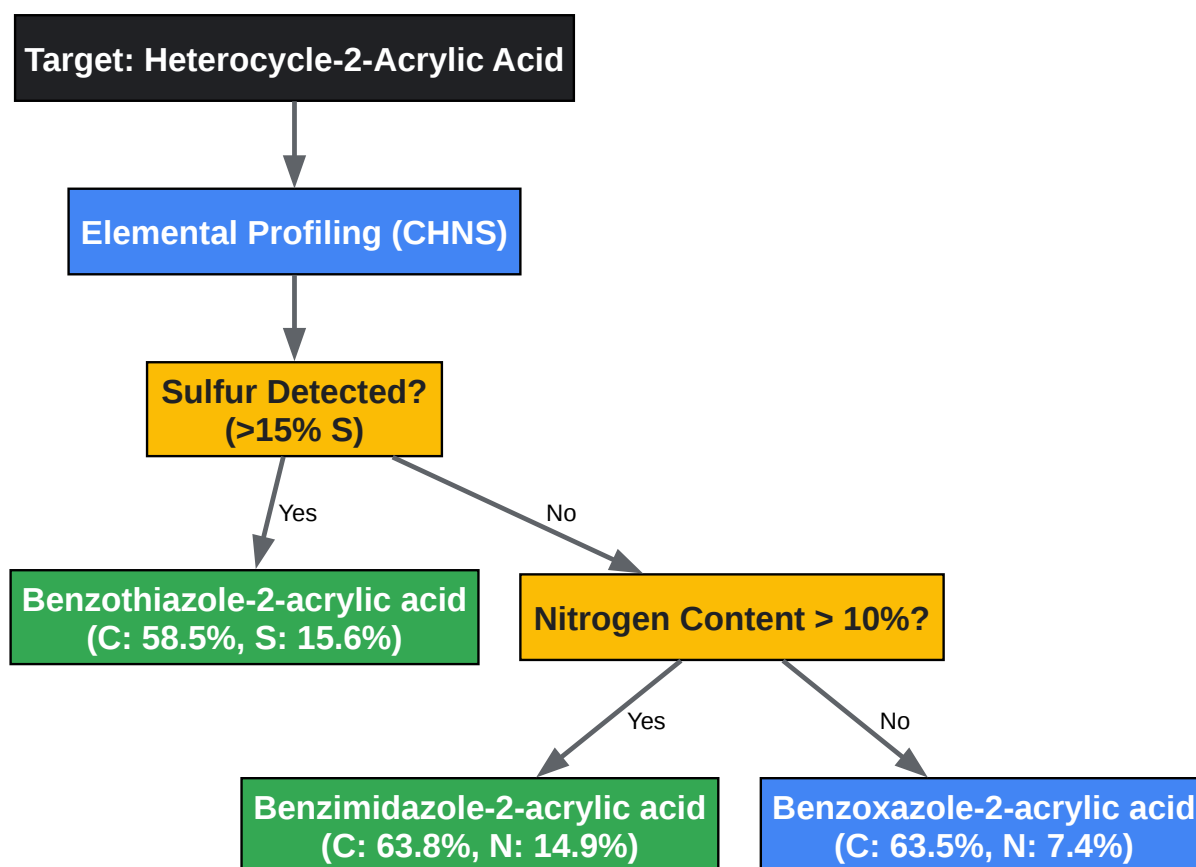 Target: Heterocycle-2-Acrylic Acid
Elemental Profiling (CHNS)
Sulfur Detected?
(>15% S)
Yes
No
Benzothiazole-2-acrylic acid
(C: 58.5%, S: 15.6%)
Nitrogen Content > 10%?
Yes
No
Benzimidazole-2-acrylic acid
(C: 63.8%, N: 14.9%)
Benzoxazole-2-acrylic acid
(C: 63.5%, N: 7.4%)